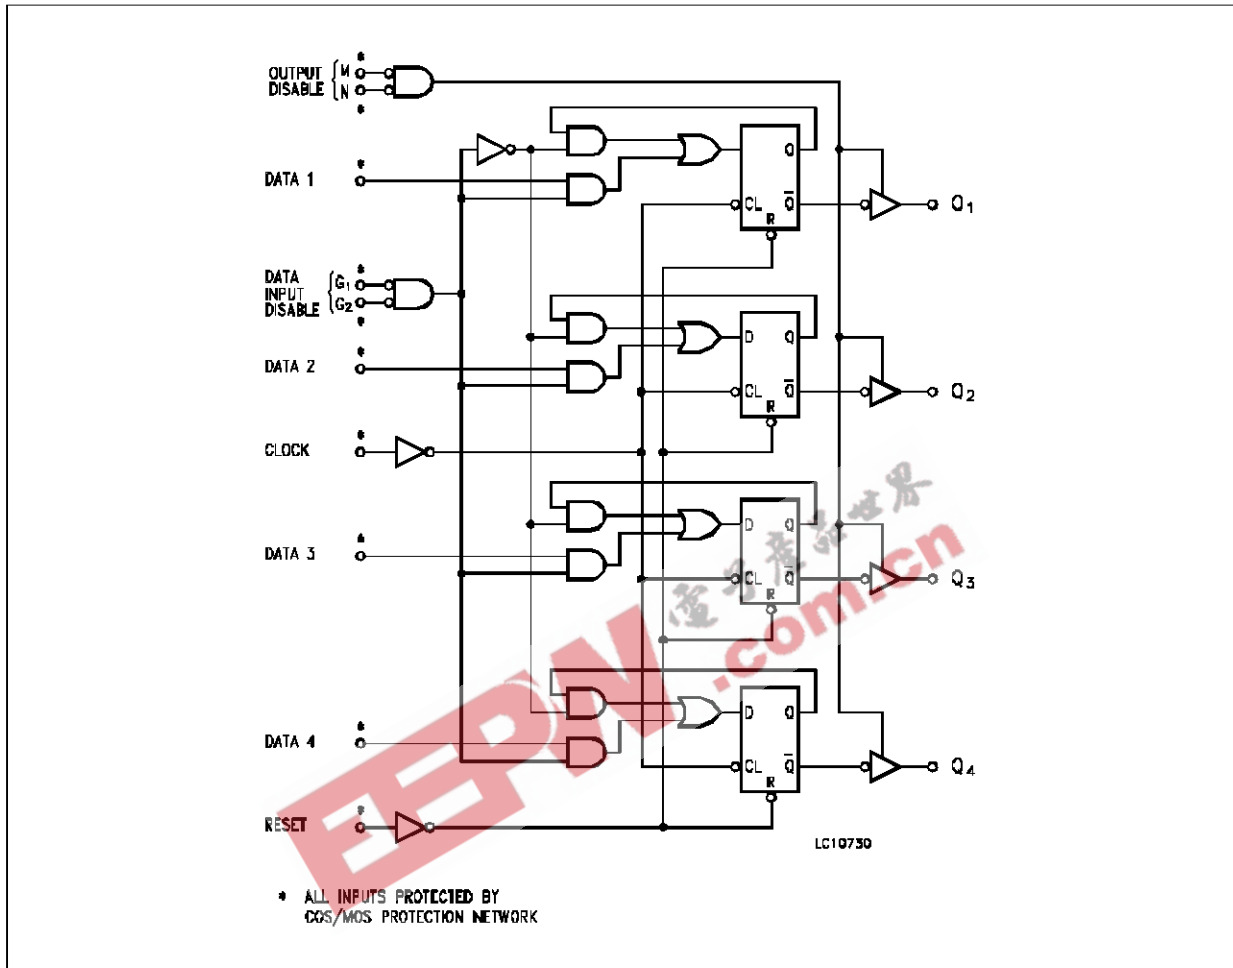 OUTPUT DISABLE { M
N
DATA 1
DATA INPUT DISABLE { G1
G2
DATA 2
CLOCK
DATA 3
DATA 4
RESET
Q
CL Q̅
R
Q1
D Q
CL Q̅
R
Q2
D Q
CL Q̅
R
Q3
D Q
CL Q̅
R
Q4
LC10730
* ALL INPUTS PROTECTED BY
COS/MOS PROTECTION NETWORK
EEPW.com.cn
電子產品世界